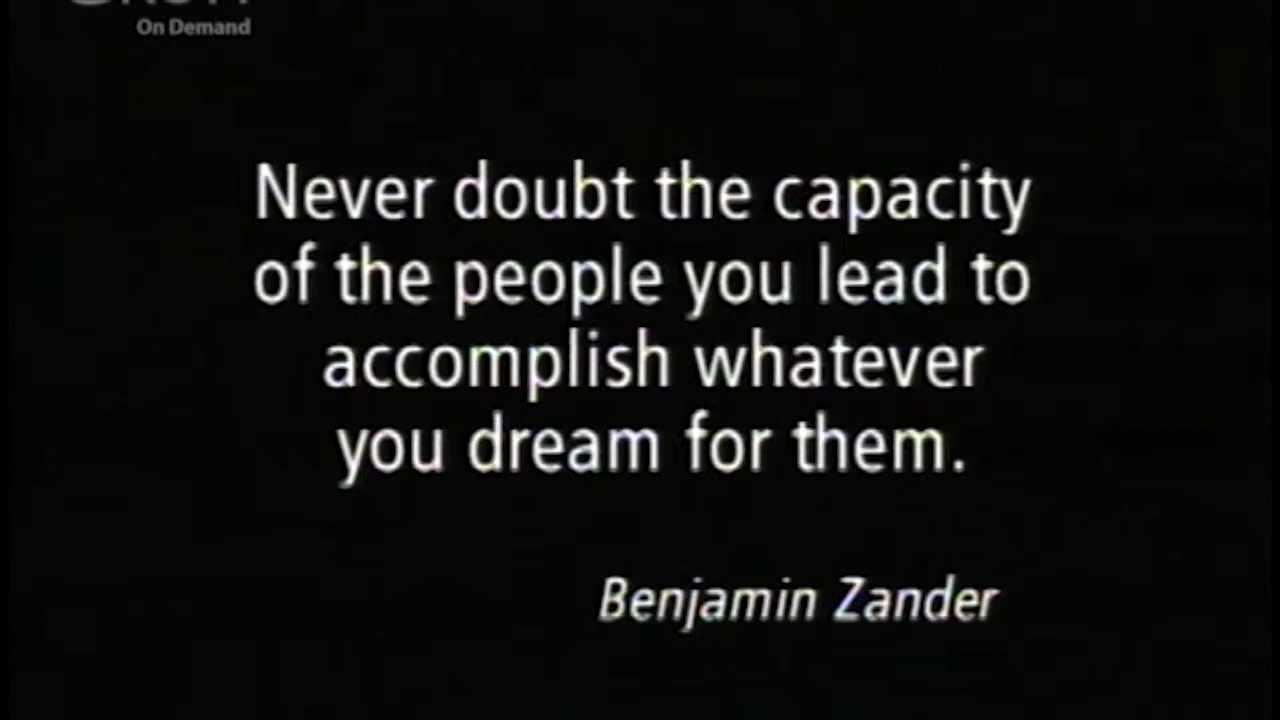 On Demand
Never doubt the capacity
of the people you lead to
accomplish whatever
you dream for them.
Benjamin Zander